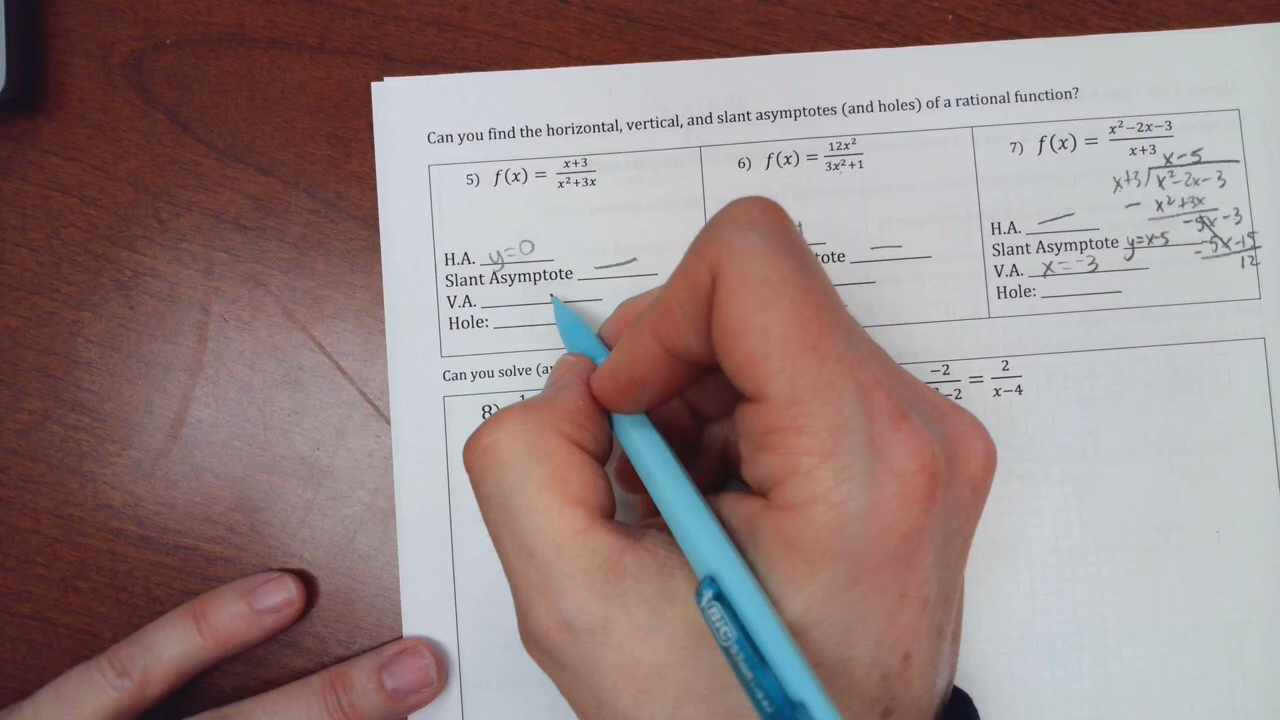 Can you find the horizontal, vertical, and slant asymptotes (and holes) of a rational function?
5) f(x) = x+3 / x²+3x
H.A. y=0
Slant Asymptote —
V.A.
Hole:
6) f(x) = 12x² / 3x²+1
tote —
7) f(x) = x²−2x−3 / x+3
x-5
x+3 x²-2x-3
- x²+3x
-5x-3
- -5x-15
12
H.A. —
Slant Asymptote y=x-5
V.A. x=-3
Hole:
Can you solve (a
8)
-2 / -2 = 2 / x−4
BIC